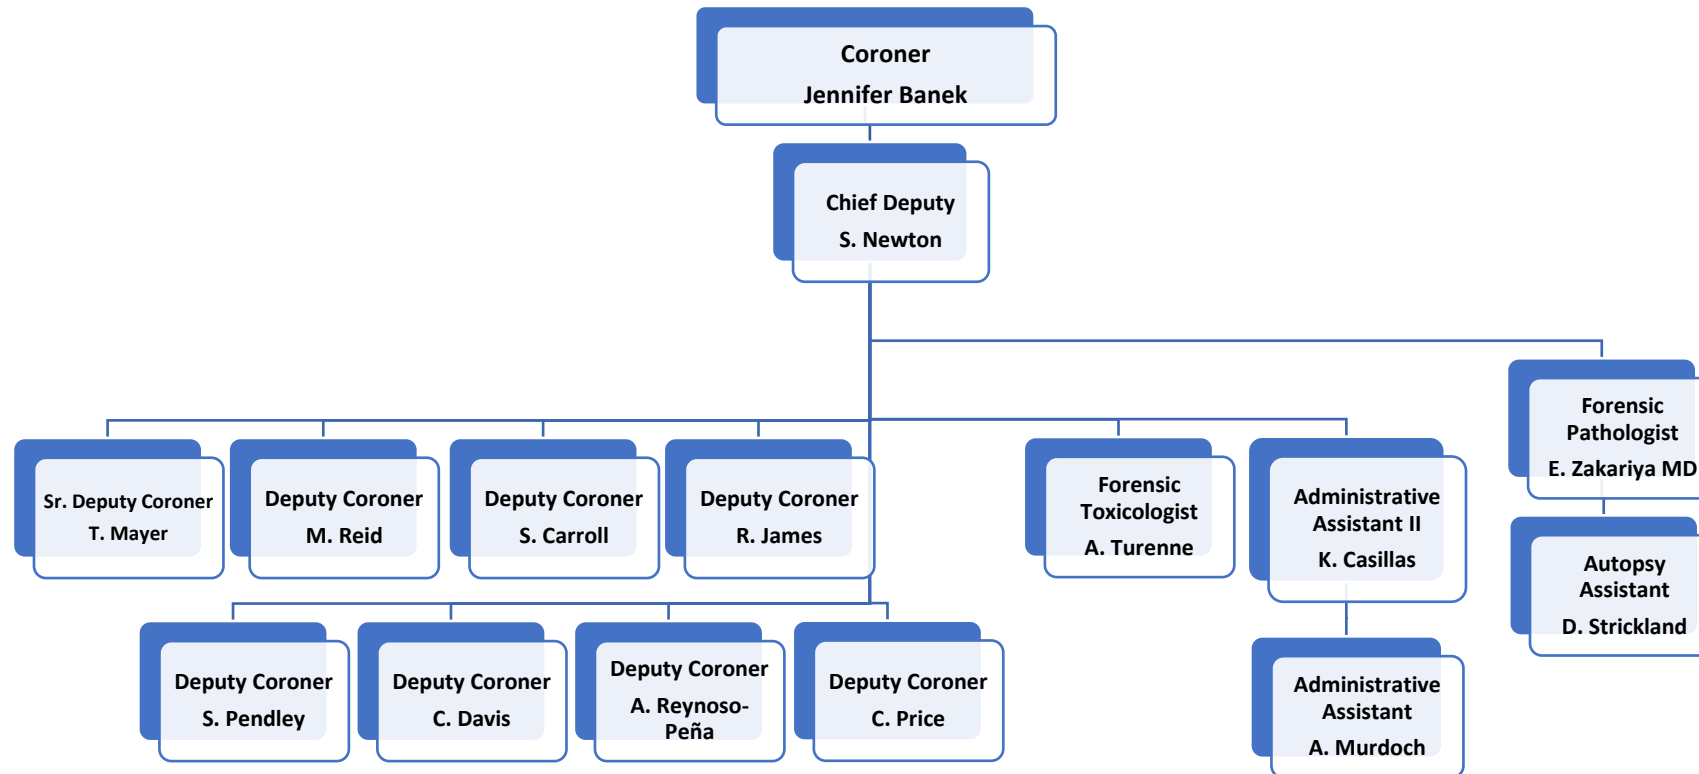 Coroner
Jennifer Banek
Chief Deputy
S. Newton
Forensic
Pathologist
E. Zakariya MD
Sr. Deputy Coroner
T. Mayer
Deputy Coroner
M. Reid
Deputy Coroner
S. Carroll
Deputy Coroner
R. James
Forensic
Toxicologist
A. Turenne
Administrative
Assistant II
K. Casillas
Autopsy
Assistant
D. Strickland
Deputy Coroner
S. Pendley
Deputy Coroner
C. Davis
Deputy Coroner
A. Reynoso-
Peña
Deputy Coroner
C. Price
Administrative
Assistant
A. Murdoch